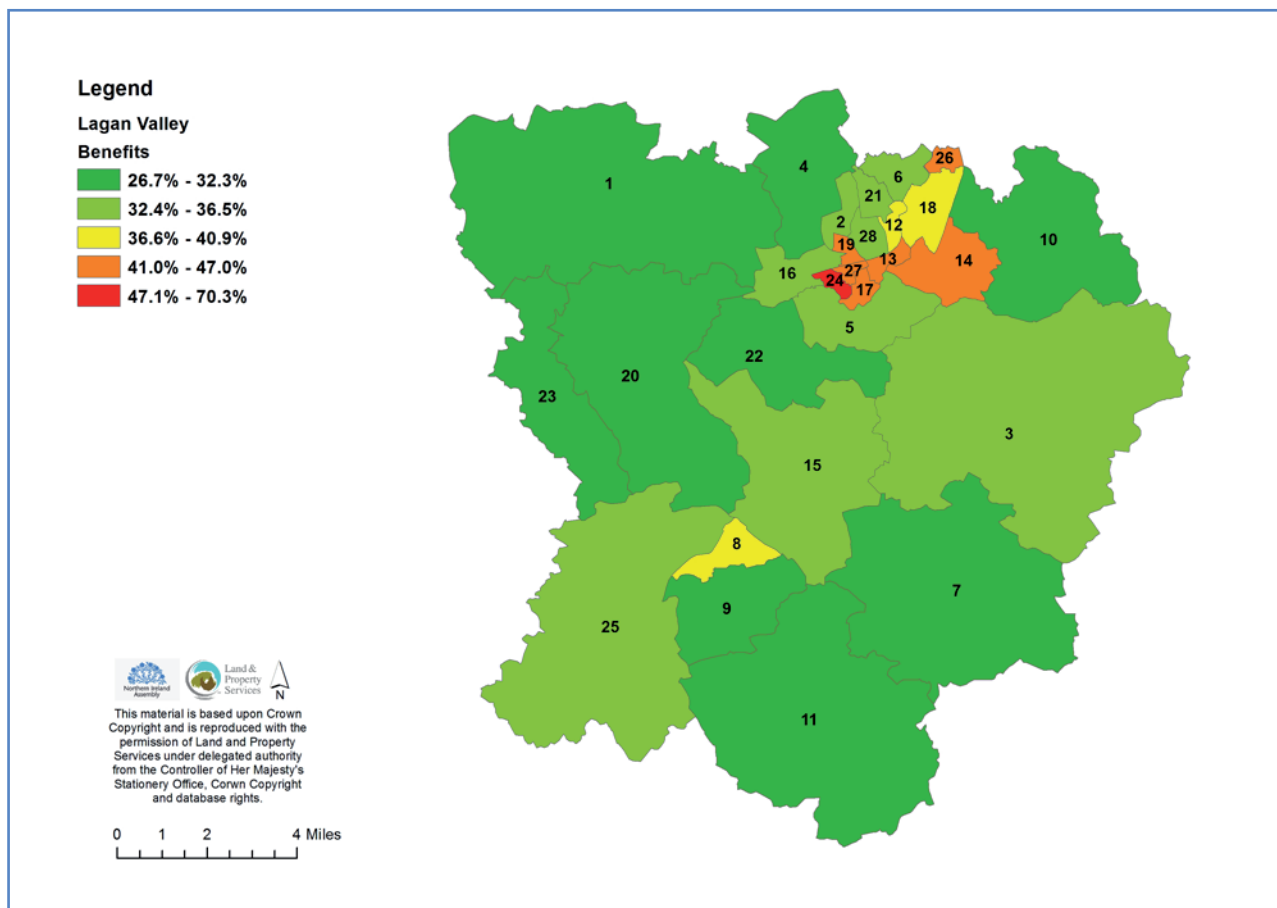 Legend
Lagan Valley
Benefits
26.7% - 32.3%
32.4% - 36.5%
36.6% - 40.9%
41.0% - 47.0%
47.1% - 70.3%
1
4
26
6
21
18
2
12
28
10
19
13
14
16
27
24
17
5
22
20
23
3
15
8
7
9
25
11
Northern Ireland
Assembly
Land &
Property
Services
N
This material is based upon Crown
Copyright and is reproduced with the
permission of Land and Property
Services under delegated authority
from the Controller of Her Majesty's
Stationery Office, Corwn Copyright
and database rights.
0 1 2 4 Miles